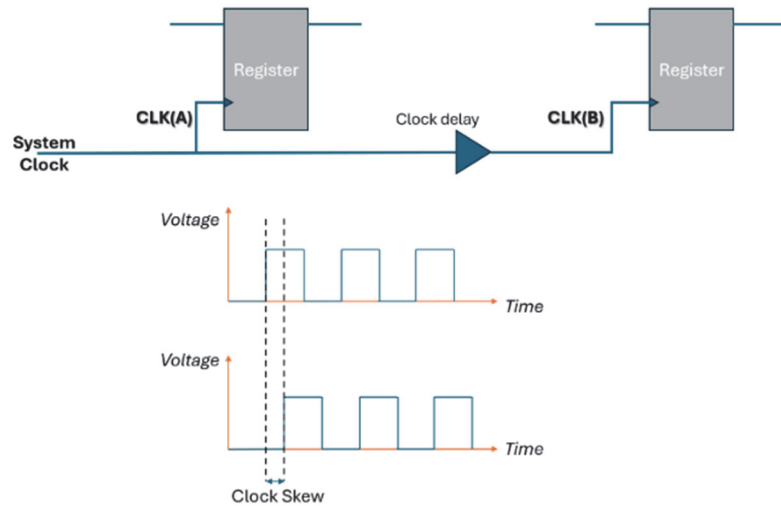 Register
Register
CLK(A)
Clock delay
CLK(B)
System
Clock
Voltage
Time
Voltage
Time
Clock Skew